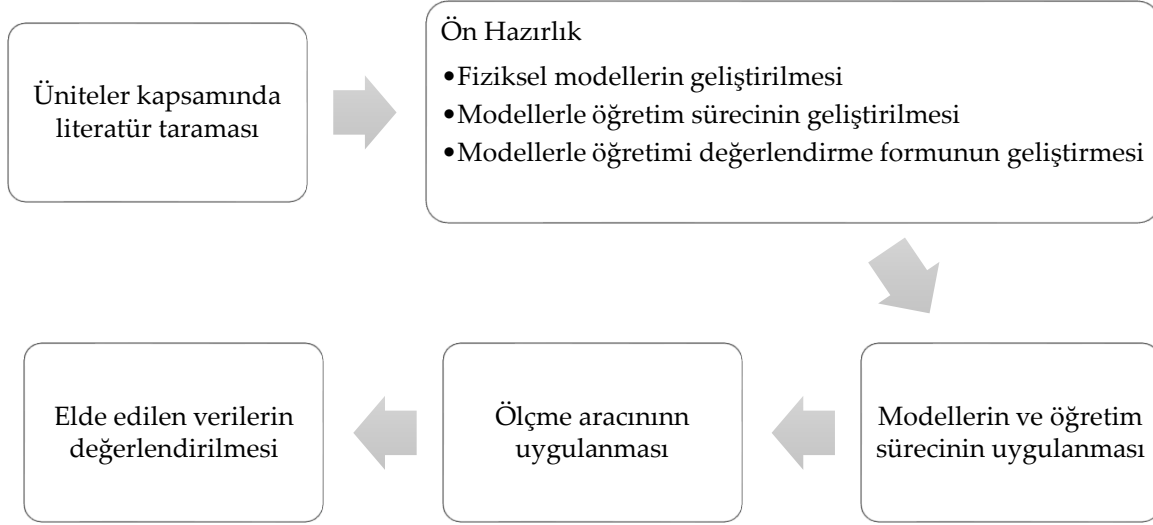 Üniteler kapsamında
literatür taraması
Ön Hazırlık
•Fiziksel modellerin geliştirilmesi
•Modellerle öğretim sürecinin geliştirilmesi
•Modellerle öğretimi değerlendirme formunun geliştirmesi
Modellerin ve öğretim
sürecinin uygulanması
Ölçme aracınınn
uygulanması
Elde edilen verilerin
değerlendirilmesi